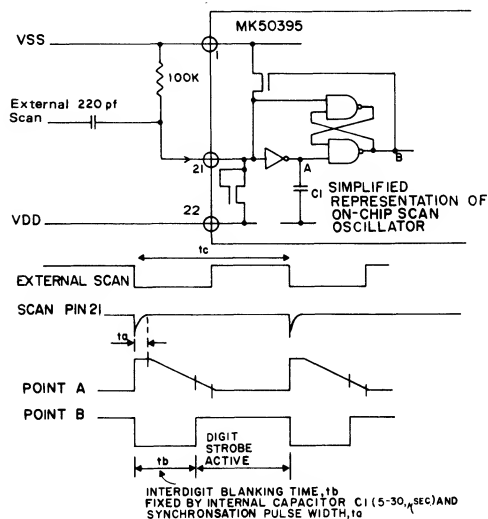 MK50395
VSS
1
100K
External 220 pf
Scan
21
A
B
C1
SIMPLIFIED
REPRESENTATION OF
ON-CHIP SCAN
OSCILLATOR
VDD
22
tc
EXTERNAL SCAN
SCAN PIN 21
ta
POINT A
POINT B
DIGIT
STROBE
ACTIVE
tb
INTERDIGIT BLANKING TIME,tb
FIXED BY INTERNAL CAPACITOR C1 (5-30,μSEC)AND
SYNCHRONSATION PULSE WIDTH,ta